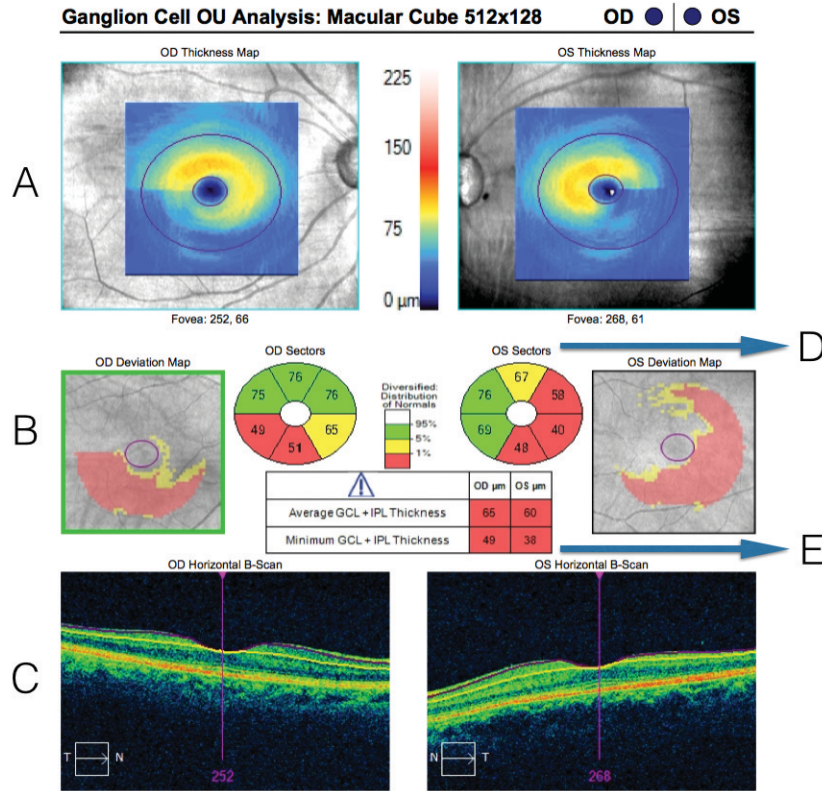 Ganglion Cell OU Analysis: Macular Cube 512x128 OD OS
OD Thickness Map
OS Thickness Map
A
225
150
75
0 µm
Fovea: 252, 66
Fovea: 268, 61
D
OD Deviation Map
OD Sectors
OS Sectors
OS Deviation Map
B
76
75 76
49 65
51
Diversified:
Distribution
of Normals
95%
5%
1%
67
76 58
69 40
48
OD µm OS µm
Average GCL + IPL Thickness 65 60
Minimum GCL + IPL Thickness 49 38
E
OD Horizontal B-Scan
OS Horizontal B-Scan
C
T N
252
N T
268